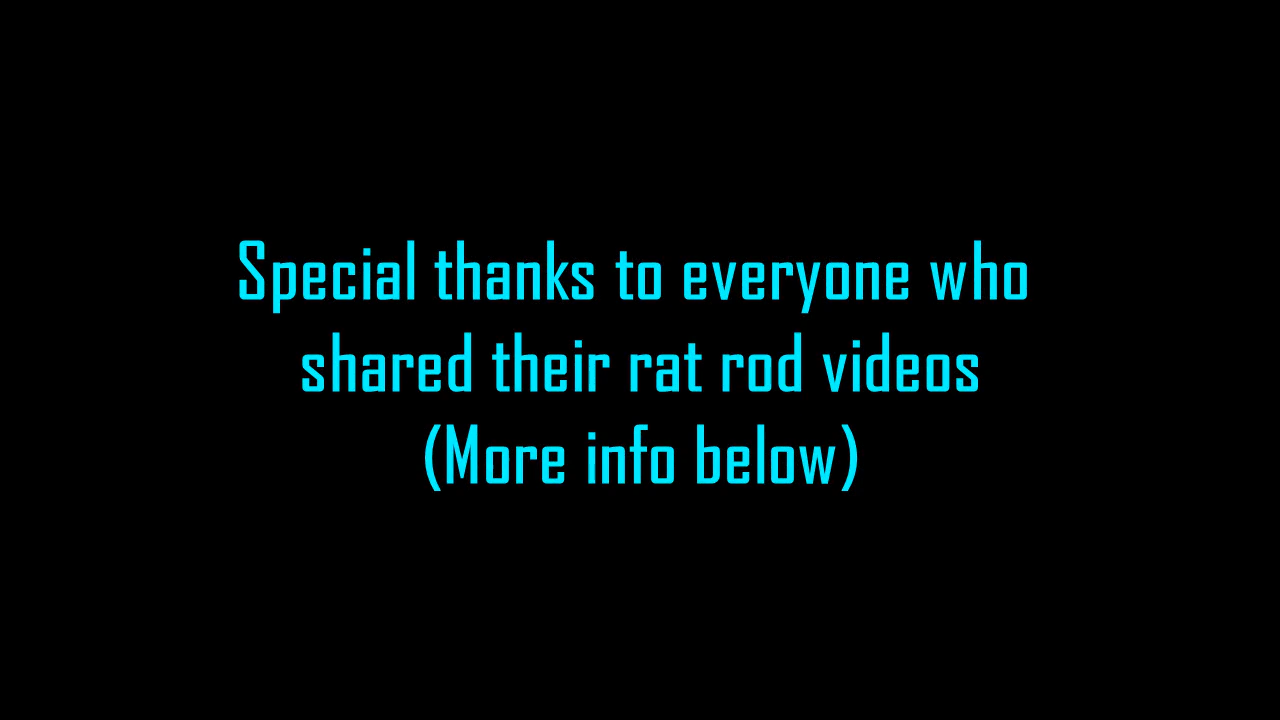 Special thanks to everyone who
shared their rat rod videos
(More info below)